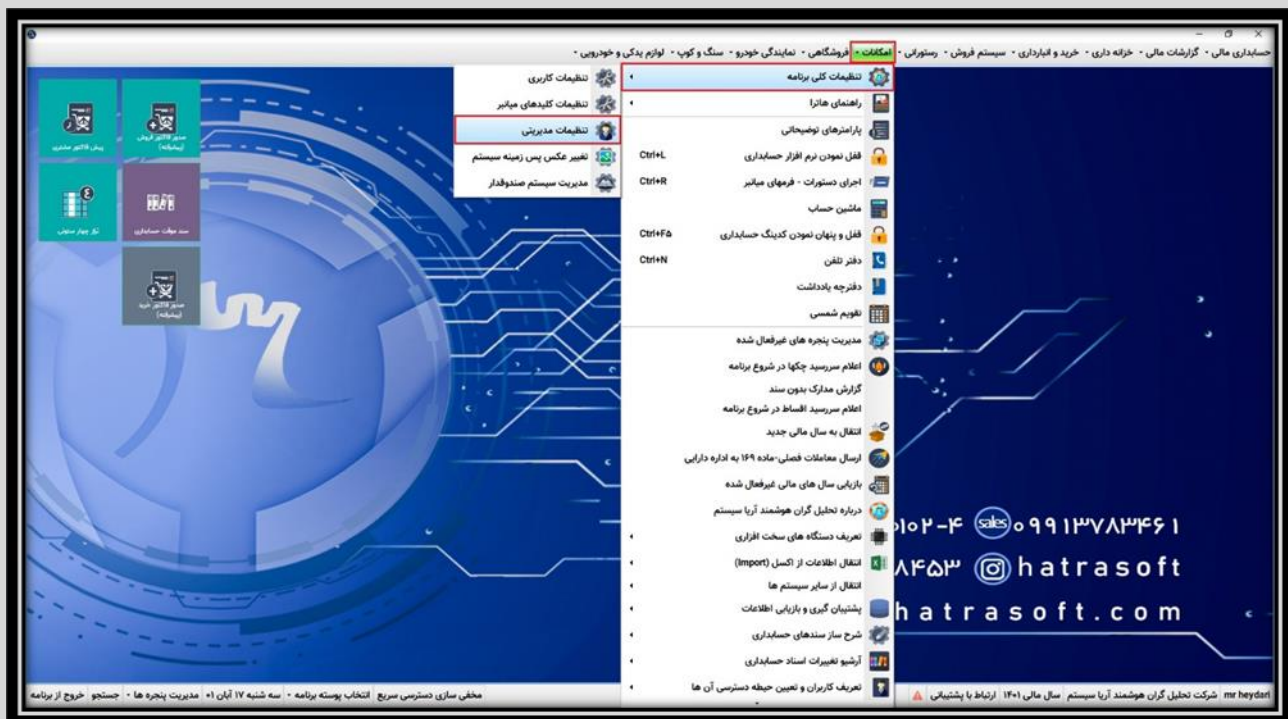 حسابداری مالی - گزارشات مالی - خزانه داری - خرید و انبارداری - سیستم فروش - رستورانی - امکانات - فروشگاهی - نمایندگی خودرو - سنگ و کوپ - لوازم یدکی و خودرویی -
تنظیمات کلی برنامه
راهنمای هاترا
پارامترهای توضیحاتی
قفل نمودن نرم افزار حسابداری Ctrl+L
اجرای دستورات - فرمهای میانبر Ctrl+R
ماشین حساب
قفل و پنهان نمودن کدینگ حسابداری Ctrl+F۵
دفتر تلفن Ctrl+N
دفترچه یادداشت
تقویم شمسی
مدیریت پنجره های غیرفعال شده
اعلام سررسید چکها در شروع برنامه
گزارش مدارک بدون سند
اعلام سررسید اقساط در شروع برنامه
انتقال به سال مالی جدید
ارسال معاملات فصلی-ماده ۱۶۹ به اداره دارایی
بازیابی سال های مالی غیرفعال شده
درباره تحلیل گران هوشمند آریا سیستم
تعریف دستگاه های سخت افزاری
انتقال اطلاعات از اکسل (Import)
انتقال از سایر سیستم ها
پشتیبان گیری و بازیابی اطلاعات
شرح ساز سندهای حسابداری
آرشیو تغییرات اسناد حسابداری
تعریف کاربران و تعیین حیطه دسترسی آن ها
تنظیمات کاربری
تنظیمات کلیدهای میانبر
تنظیمات مدیریتی
تغییر عکس پس زمینه سیستم
مدیریت سیستم صندوقدار
صدور فاکتور فروش (پیشرفته)
پیش فاکتور مشتری
سند موقت حسابداری
تراز چهار ستونی
صدور فاکتور خرید (پیشرفته)
۱۰۲-۴ sales ۰۹۹۱۳۷۸۳۴۶۱
۸۴۵۳ hatrasoft
hatrasoft.com
mr heydari شرکت تحلیل گران هوشمند آریا سیستم سال مالی ۱۴۰۱ ارتباط با پشتیبانی
مخفی سازی دسترسی سریع انتخاب پوسته برنامه - سه شنبه ۱۷ آبان ۰۱ مدیریت پنجره ها - جستجو خروج از برنامه